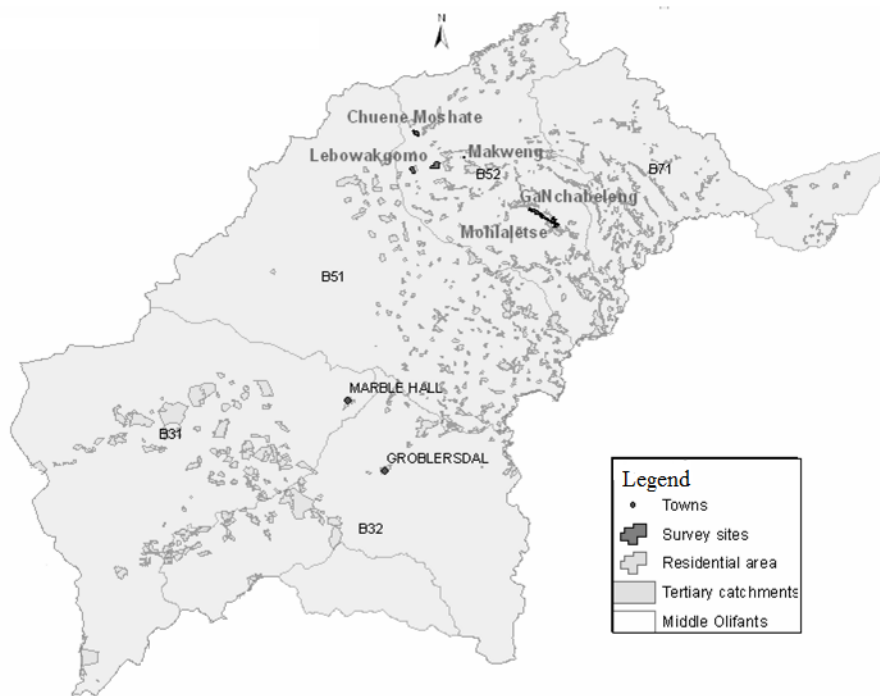 N
Chuene Moshate
Lebowakgomo
Makweng
B52
B71
GaNchabeleng
Mohlaletse
B51
MARBLE HALL
B31
GROBLERSDAL
B32
Legend
Towns
Survey sites
Residential area
Tertiary catchments
Middle Olifants